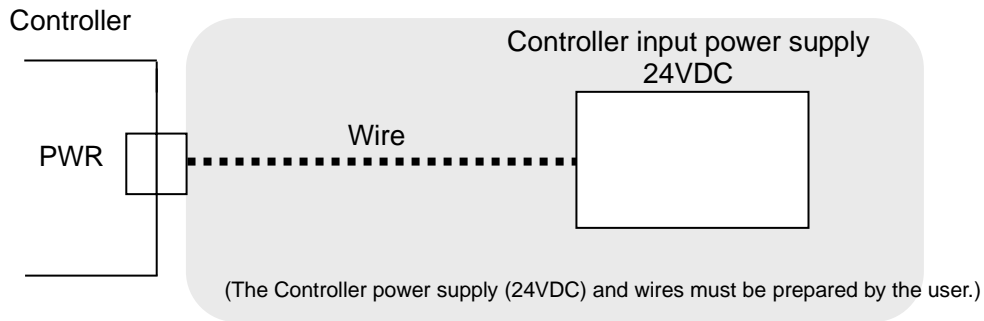 Controller
Controller input power supply
24VDC
Wire
PWR
(The Controller power supply (24VDC) and wires must be prepared by the user.)